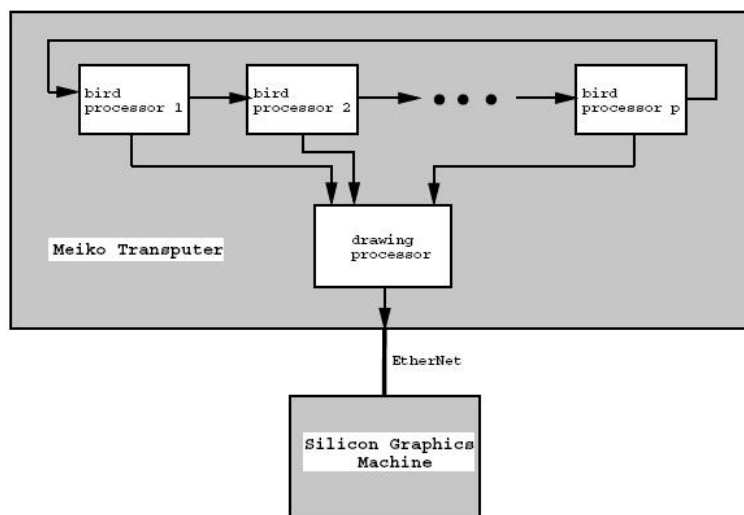 bird
processor 1
bird
processor 2
bird
processor p
Meiko Transputer
drawing
processor
EtherNet
Silicon Graphics
Machine